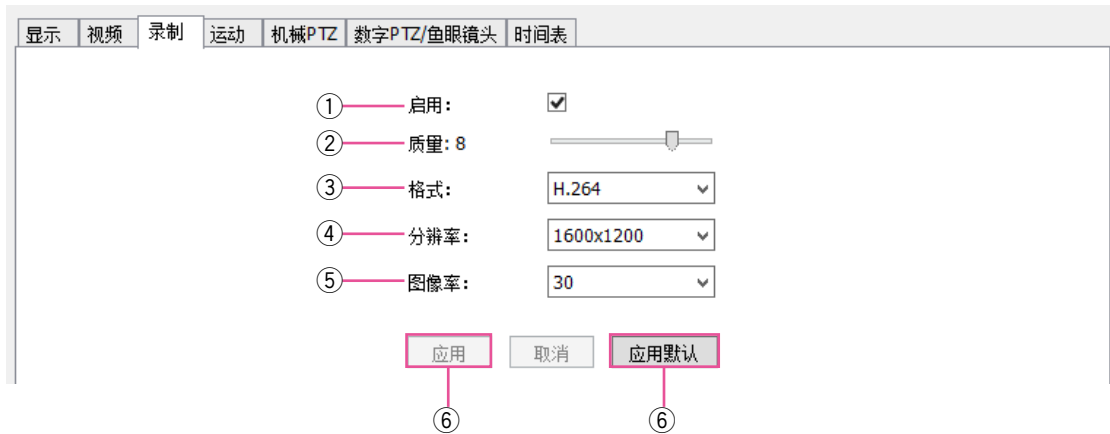 显示 视频 录制 运动 机械PTZ 数字PTZ/鱼眼镜头 时间表
① 启用：
② 质量: 8
③ 格式： H.264
④ 分辨率： 1600x1200
⑤ 图像率： 30
应用 取消 应用默认
⑥ ⑥